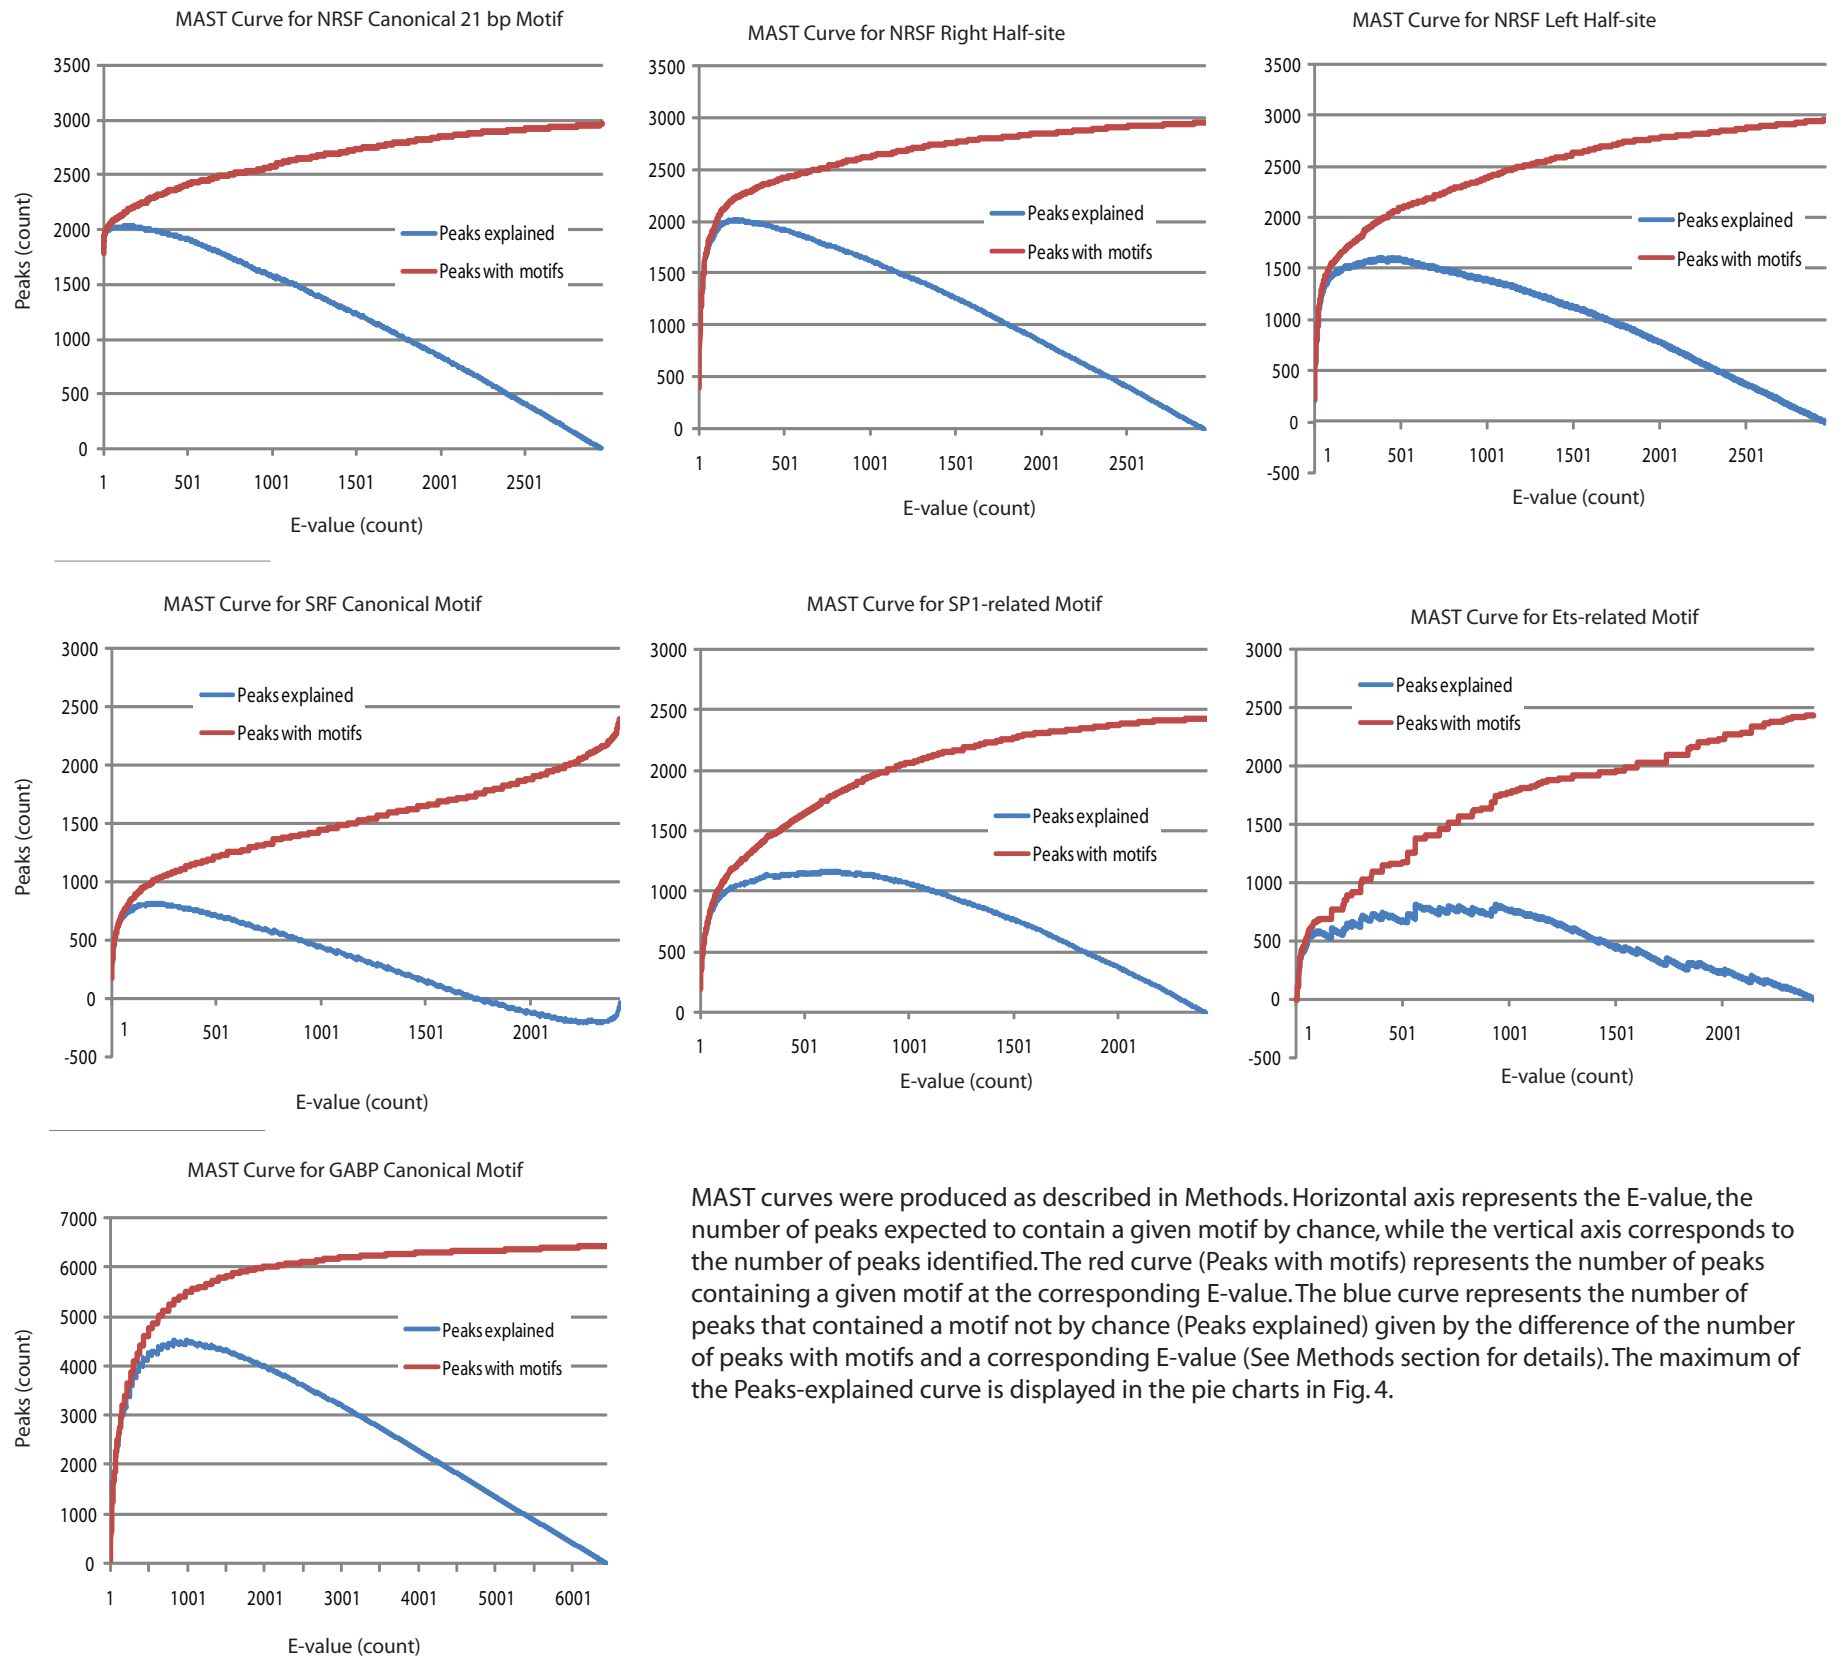 MAST Curve for NRSF Canonical 21 bp Motif
3500
3000
2500
2000
1500
1000
500
0
Peaks (count)
Peaks explained
Peaks with motifs
1 501 1001 1501 2001 2501
E-value (count)
MAST Curve for NRSF Right Half-site
3500
3000
2500
2000
1500
1000
500
0
Peaks explained
Peaks with motifs
1 501 1001 1501 2001 2501
E-value (count)
MAST Curve for NRSF Left Half-site
3500
3000
2500
2000
1500
1000
500
0
-500
Peaks explained
Peaks with motifs
1 501 1001 1501 2001 2501
E-value (count)
MAST Curve for SRF Canonical Motif
3000
2500
2000
1500
1000
500
0
-500
Peaks (count)
Peaks explained
Peaks with motifs
1 501 1001 1501 2001
E-value (count)
MAST Curve for SP1-related Motif
3000
2500
2000
1500
1000
500
0
Peaks explained
Peaks with motifs
1 501 1001 1501 2001
E-value (count)
MAST Curve for Ets-related Motif
3000
2500
2000
1500
1000
500
0
-500
Peaks explained
Peaks with motifs
1 501 1001 1501 2001
E-value (count)
MAST Curve for GABP Canonical Motif
7000
6000
5000
4000
3000
2000
1000
0
Peaks (count)
Peaks explained
Peaks with motifs
1 1001 2001 3001 4001 5001 6001
E-value (count)
MAST curves were produced as described in Methods. Horizontal axis represents the E-value, the
number of peaks expected to contain a given motif by chance, while the vertical axis corresponds to
the number of peaks identified. The red curve (Peaks with motifs) represents the number of peaks
containing a given motif at the corresponding E-value. The blue curve represents the number of
peaks that contained a motif not by chance (Peaks explained) given by the difference of the number
of peaks with motifs and a corresponding E-value (See Methods section for details). The maximum of
the Peaks-explained curve is displayed in the pie charts in Fig. 4.